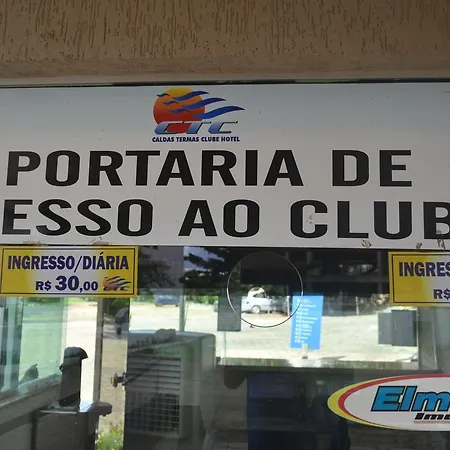 CTC
CALDAS TERMAS CLUBE HOTEL
PORTARIA DE
ESSO AO CLUB
INGRESSO/DIÁRIA
R$ 30,00
INGRES
R$
Elm
Imo